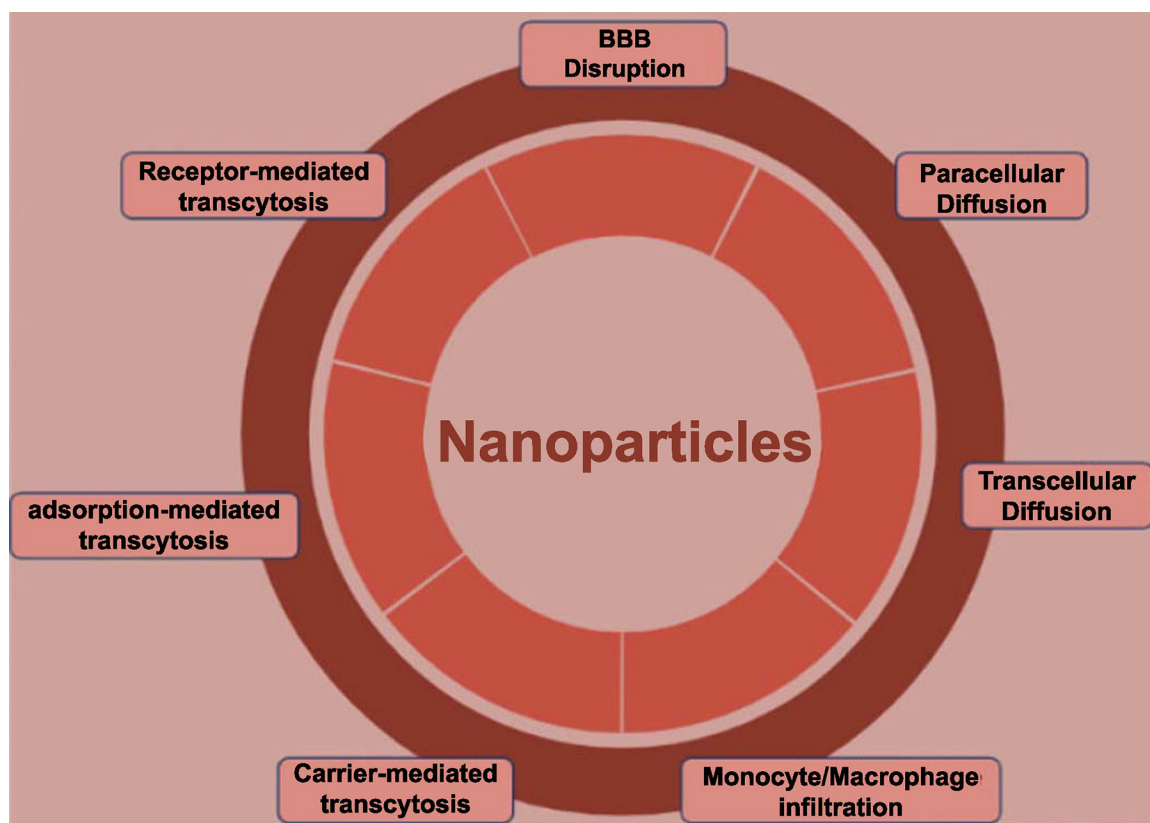 BBB
Disruption
Receptor-mediated
transcytosis
Paracellular
Diffusion
Nanoparticles
Transcellular
Diffusion
adsorption-mediated
transcytosis
Carrier-mediated
transcytosis
Monocyte/Macrophage
infiltration